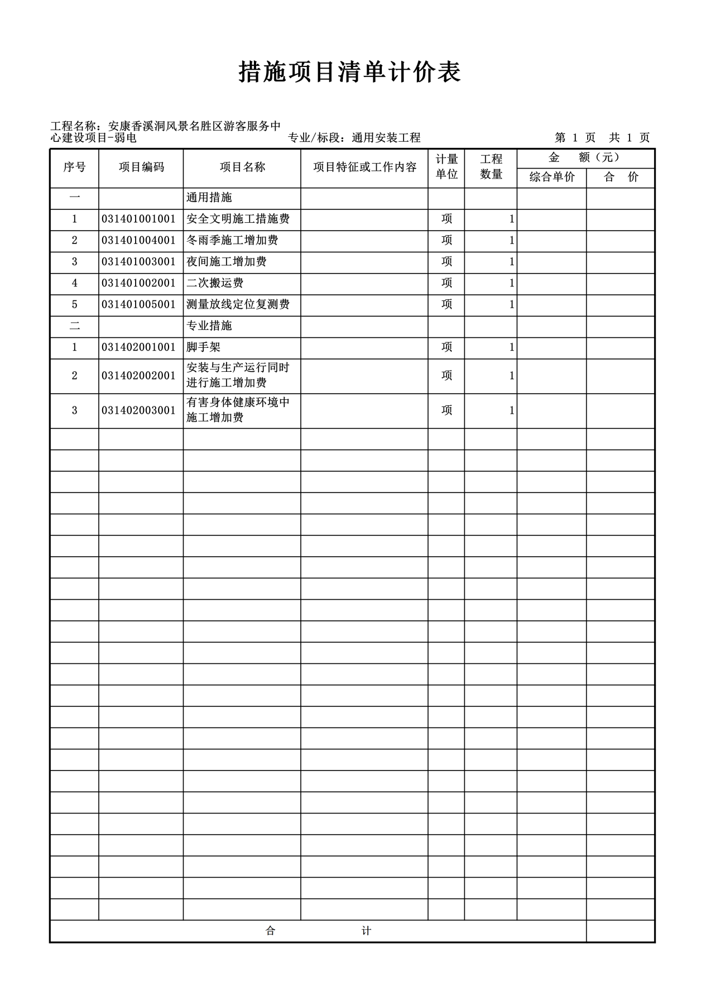 措施项目清单计价表
工程名称：安康香溪洞风景名胜区游客服务中
心建设项目-弱电 专业/标段：通用安装工程 第 1 页 共 1 页
序号 项目编码 项目名称 项目特征或工作内容 计量单位 工程数量 金 额（元）
综合单价 合 价
一 通用措施
1 031401001001 安全文明施工措施费 项 1
2 031401004001 冬雨季施工增加费 项 1
3 031401003001 夜间施工增加费 项 1
4 031401002001 二次搬运费 项 1
5 031401005001 测量放线定位复测费 项 1
二 专业措施
1 031402001001 脚手架 项 1
2 031402002001 安装与生产运行同时
进行施工增加费 项 1
3 031402003001 有害身体健康环境中
施工增加费 项 1
合 计